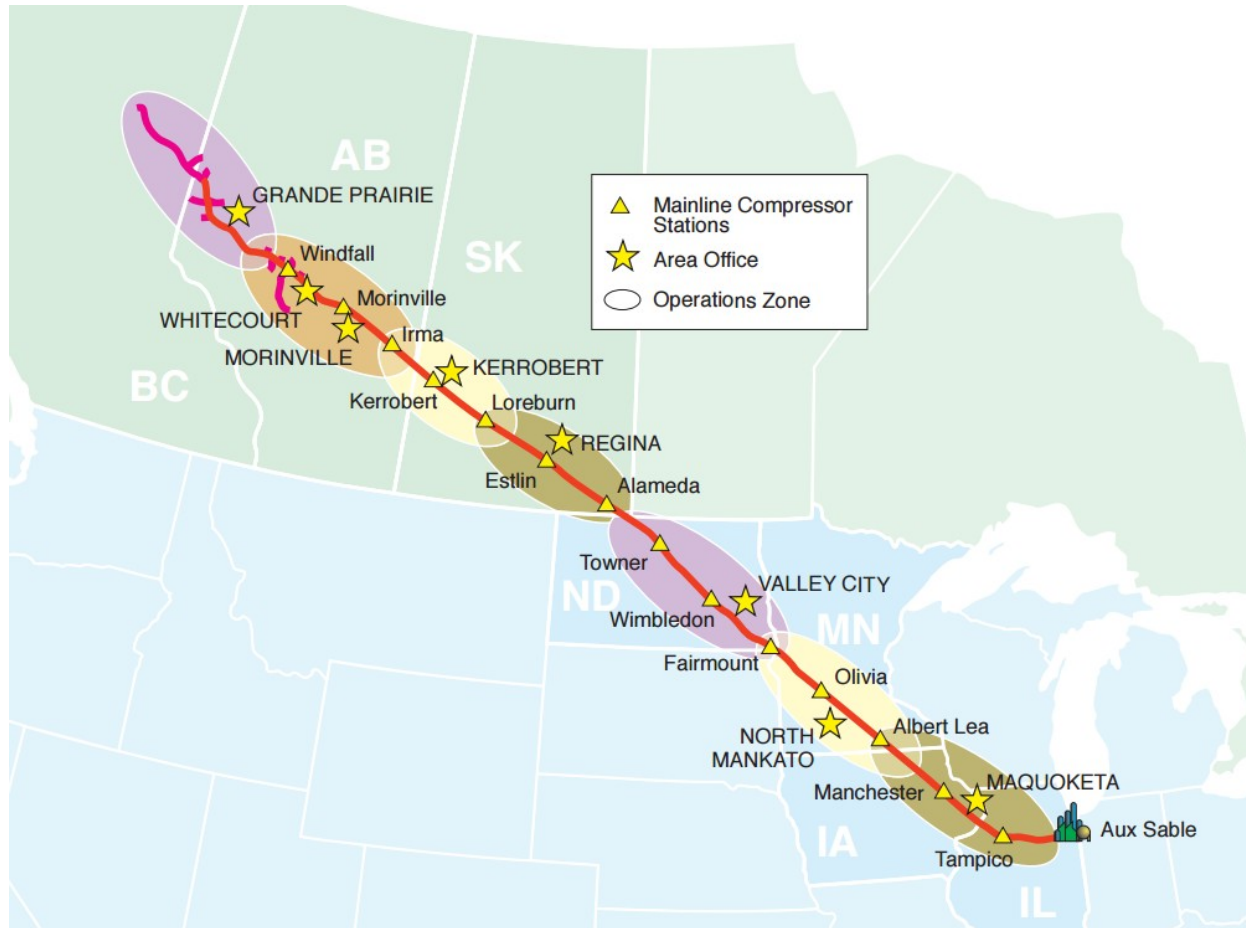 AB
GRANDE PRAIRIE
Mainline Compressor
Stations
Area Office
Operations Zone
SK
Windfall
Morinville
WHITECOURT
Irma
MORINVILLE
KERROBERT
BC
Kerrobert
Loreburn
REGINA
Estlin
Alameda
Towner
VALLEY CITY
ND
Wimbledon
MN
Fairmount
Olivia
Albert Lea
NORTH
MANKATO
MAQUOKETA
Manchester
Aux Sable
IA
Tampico
IL